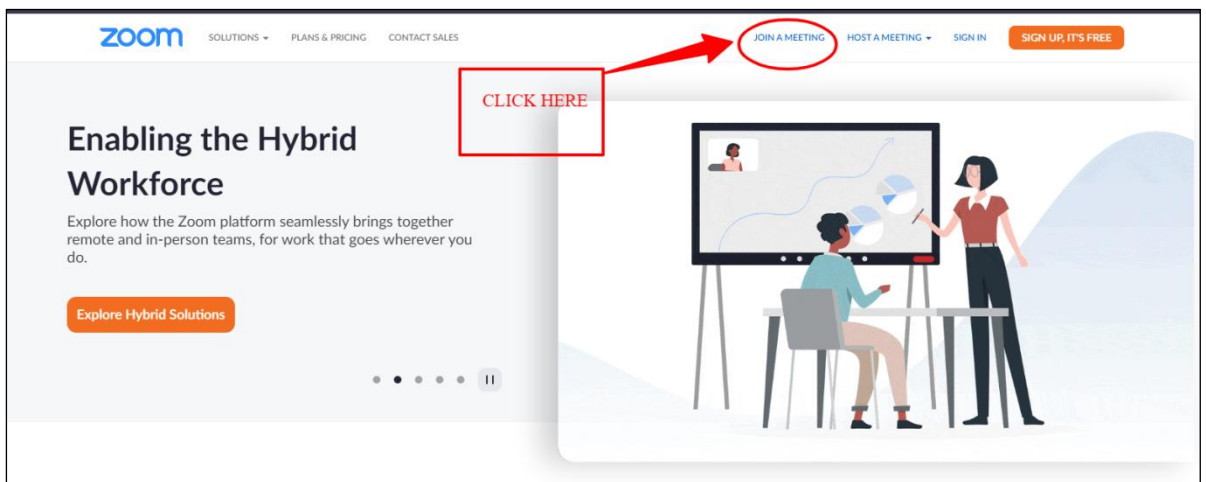 zoom SOLUTIONS PLANS & PRICING CONTACT SALES JOIN A MEETING HOST A MEETING SIGN IN SIGN UP, IT'S FREE
CLICK HERE
Enabling the Hybrid
Workforce
Explore how the Zoom platform seamlessly brings together
remote and in-person teams, for work that goes wherever you
do.
Explore Hybrid Solutions